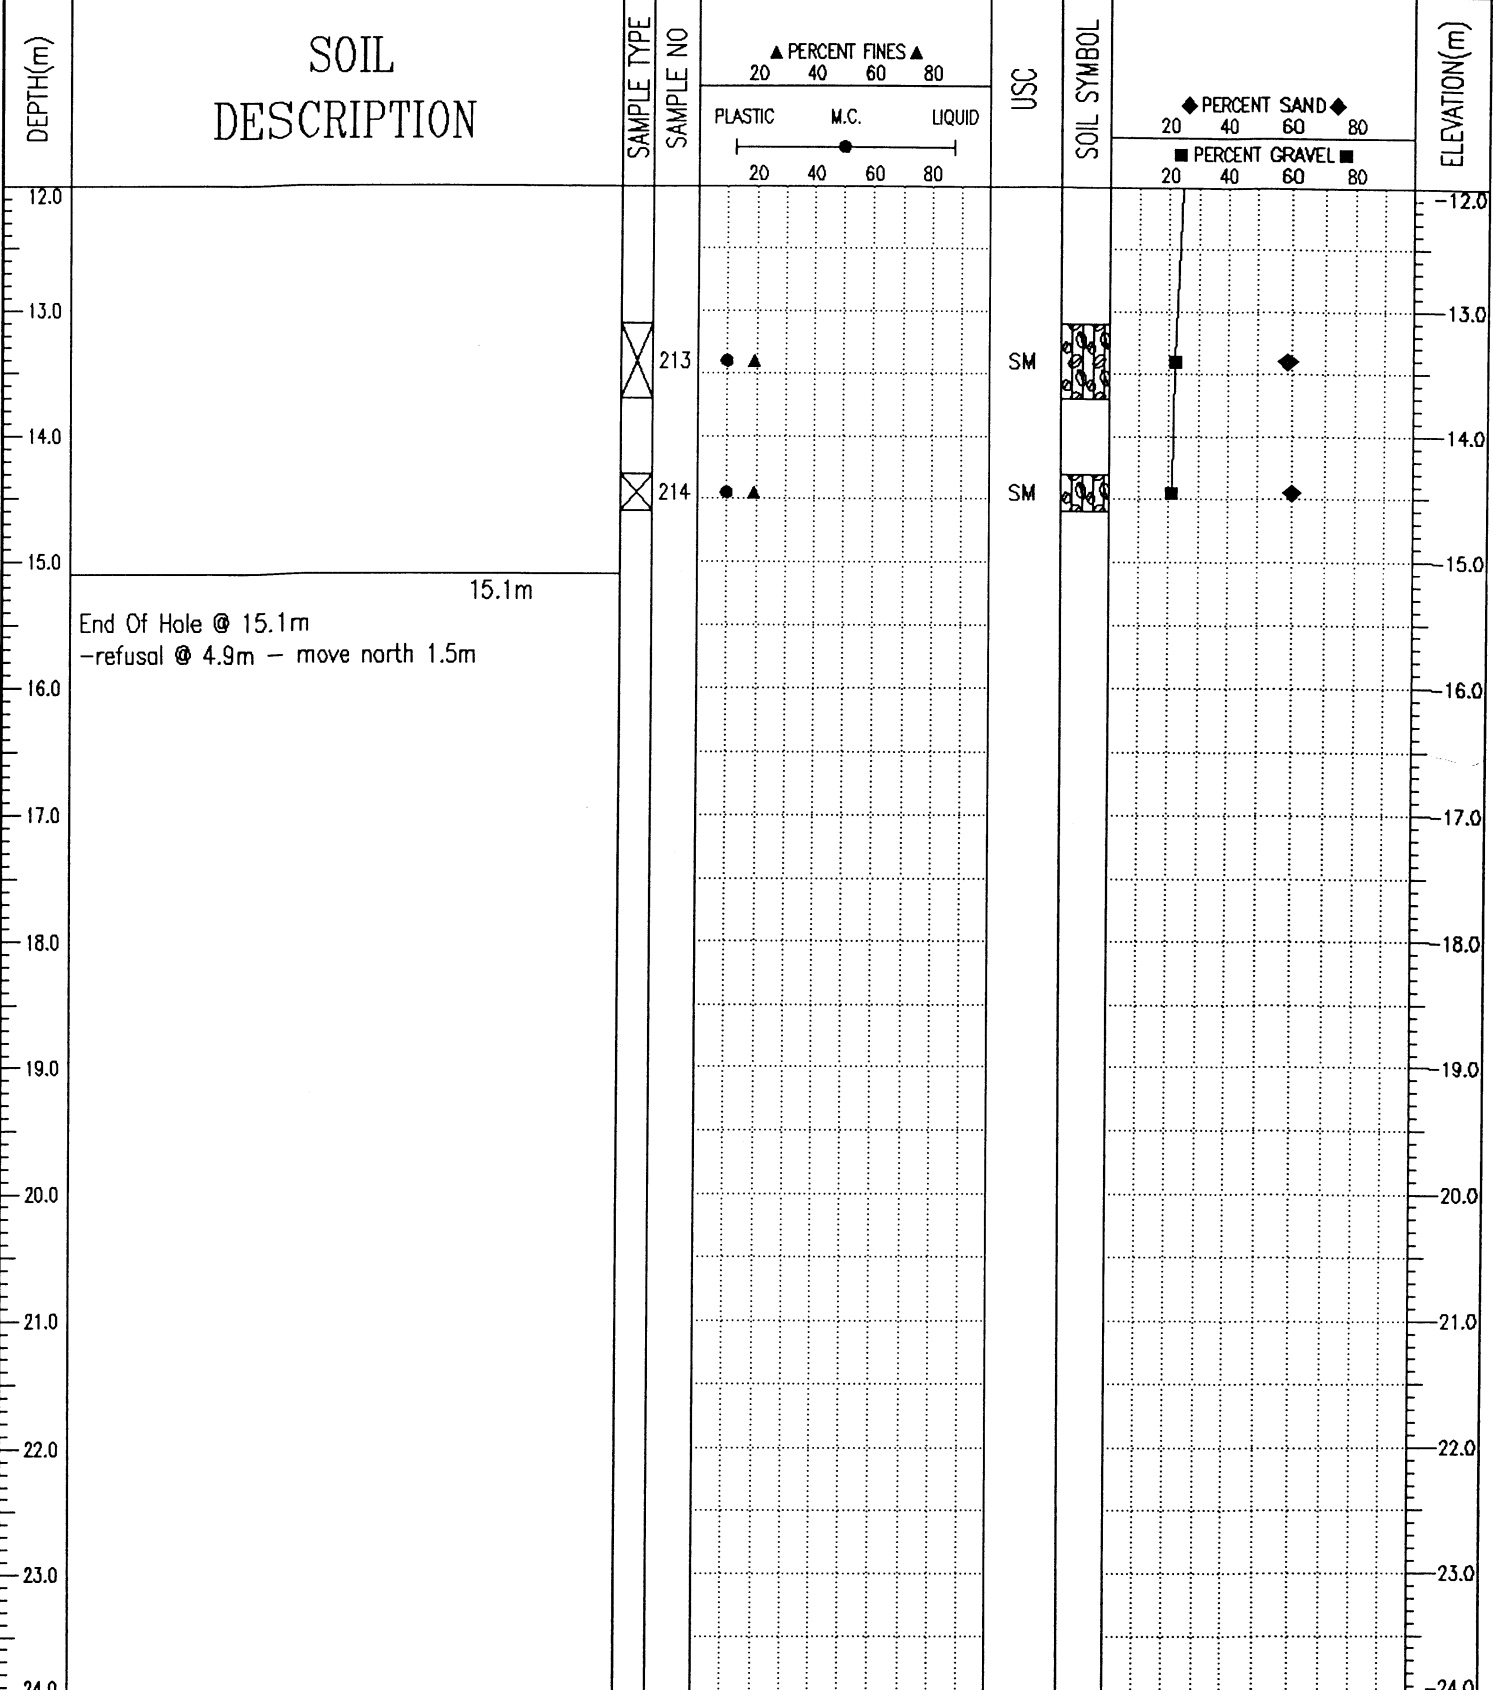 DEPTH(m)
SOIL
DESCRIPTION
SAMPLE TYPE
SAMPLE NO
▲ PERCENT FINES ▲
20 40 60 80
PLASTIC M.C. LIQUID
20 40 60 80
USC
SOIL SYMBOL
◆ PERCENT SAND ◆
20 40 60 80
■ PERCENT GRAVEL ■
20 40 60 80
ELEVATION(m)
12.0 -12.0
13.0 -13.0
213 SM
14.0 -14.0
214 SM
15.0 -15.0
15.1m
End Of Hole @ 15.1m
-refusal @ 4.9m - move north 1.5m
16.0 -16.0
17.0 -17.0
18.0 -18.0
19.0 -19.0
20.0 -20.0
21.0 -21.0
22.0 -22.0
23.0 -23.0
24.0 -24.0